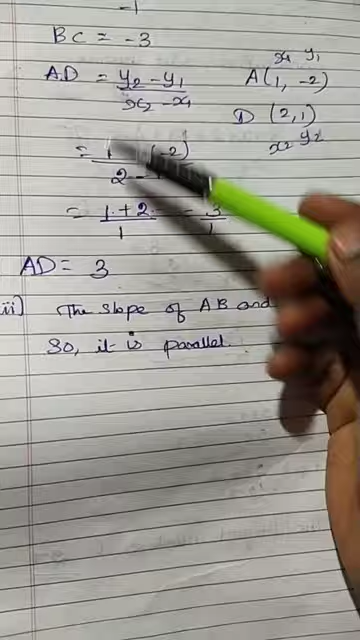 -1
BC = -3
AD = y2 - y1 / x2 - x1
x1 y1
A(1, -2)
D (2,1)
x2 y2
= 1 (-2) / 2 -
= 1 + 2 / 1 = 3 / 1
AD = 3
iii] The slope of AB and
So, it is parallel.